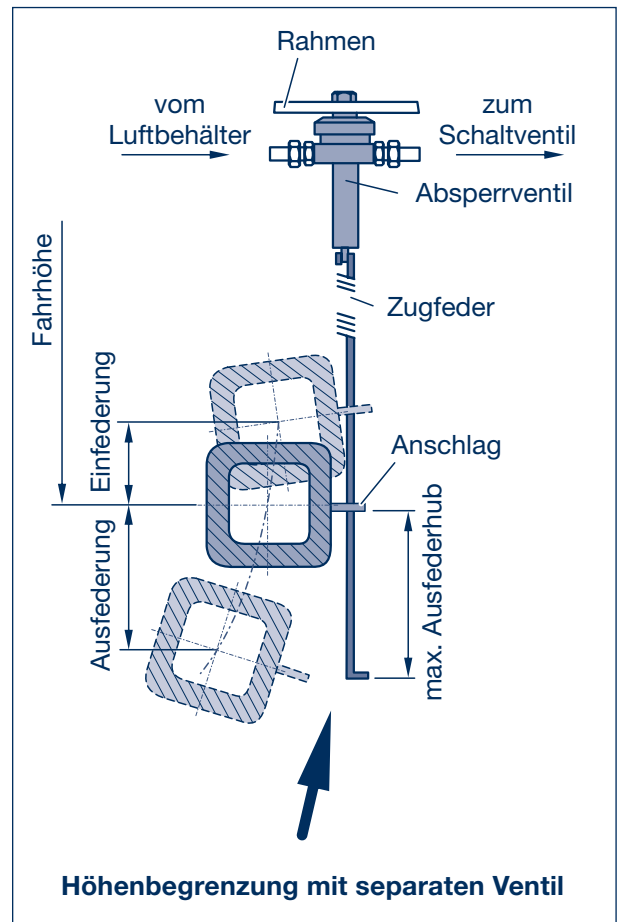 Rahmen
vom
Luftbehälter
zum
Schaltventil
Absperrventil
Fahrhöhe
Zugfeder
Einfederung
Anschlag
Ausfederung
max. Ausfederhub
Höhenbegrenzung mit separaten Ventil